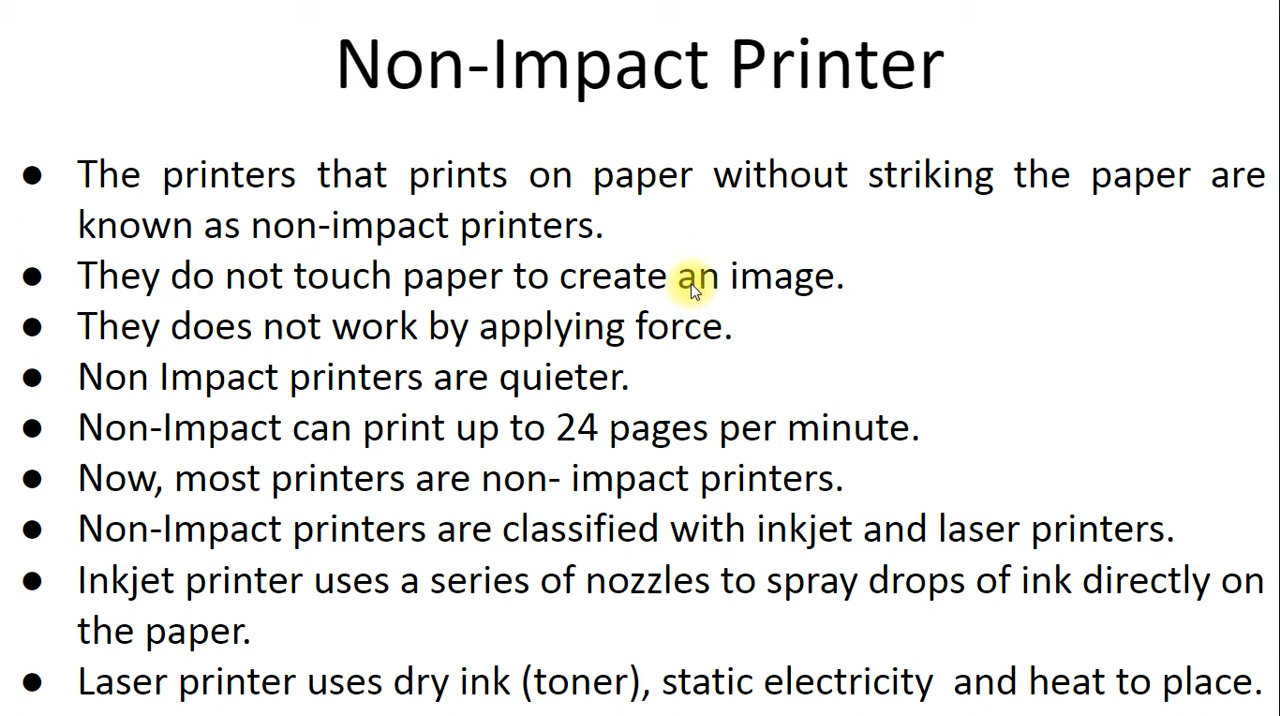 Non-Impact Printer
● The printers that prints on paper without striking the paper are
known as non-impact printers.
● They do not touch paper to create an image.
● They does not work by applying force.
● Non Impact printers are quieter.
● Non-Impact can print up to 24 pages per minute.
● Now, most printers are non- impact printers.
● Non-Impact printers are classified with inkjet and laser printers.
● Inkjet printer uses a series of nozzles to spray drops of ink directly on
the paper.
● Laser printer uses dry ink (toner), static electricity  and heat to place.